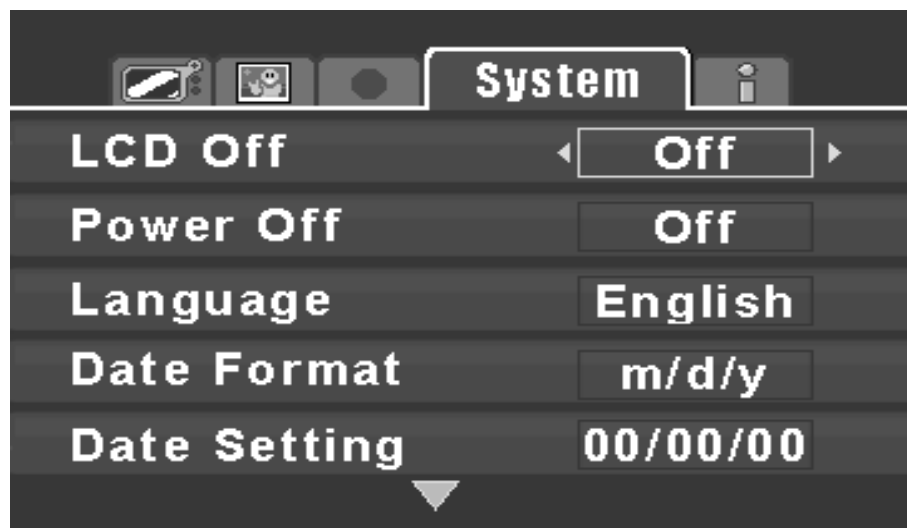 System
LCD Off Off
Power Off Off
Language English
Date Format m/d/y
Date Setting 00/00/00